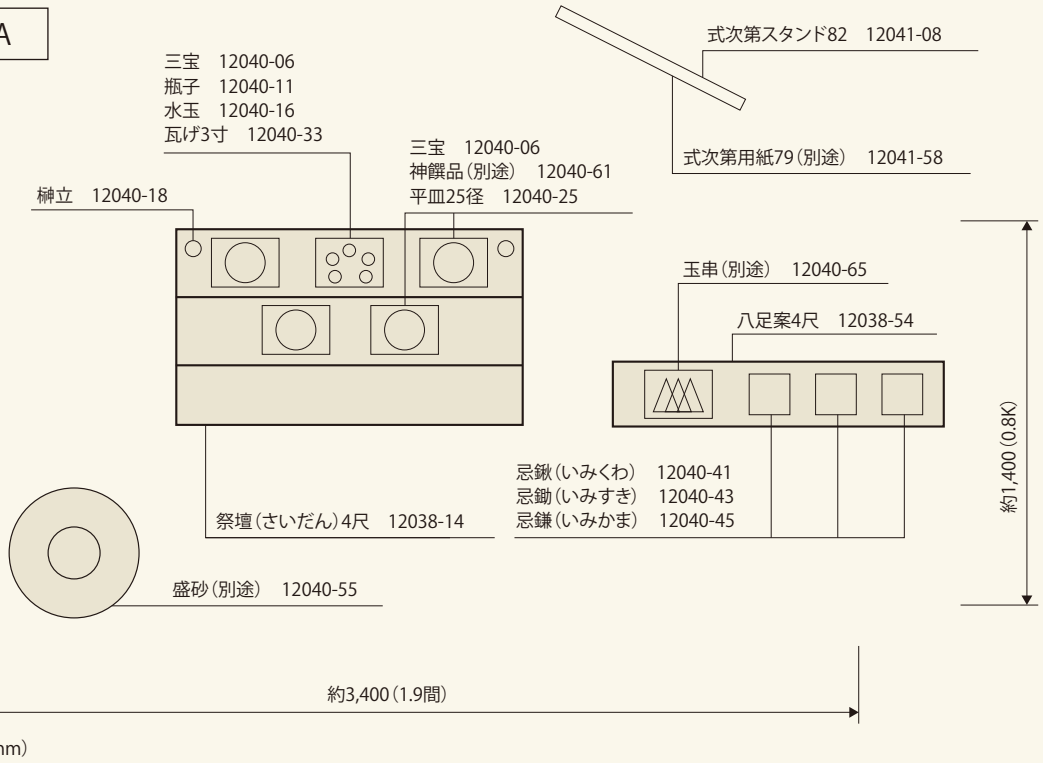 A
式次第スタンド82　12041-08
三宝　12040-06
瓶子　12040-11
水玉　12040-16
瓦げ3寸　12040-33
三宝　12040-06
神饌品(別途)　12040-61
平皿25径　12040-25
式次第用紙79(別途)　12041-58
榊立　12040-18
玉串(別途)　12040-65
八足案4尺　12038-54
約1,400(0.8K)
忌鍬(いみくわ)　12040-41
忌鋤(いみすき)　12040-43
忌鎌(いみかま)　12040-45
祭壇(さいだん)4尺　12038-14
盛砂(別途)　12040-55
約3,400(1.9間)
mm)